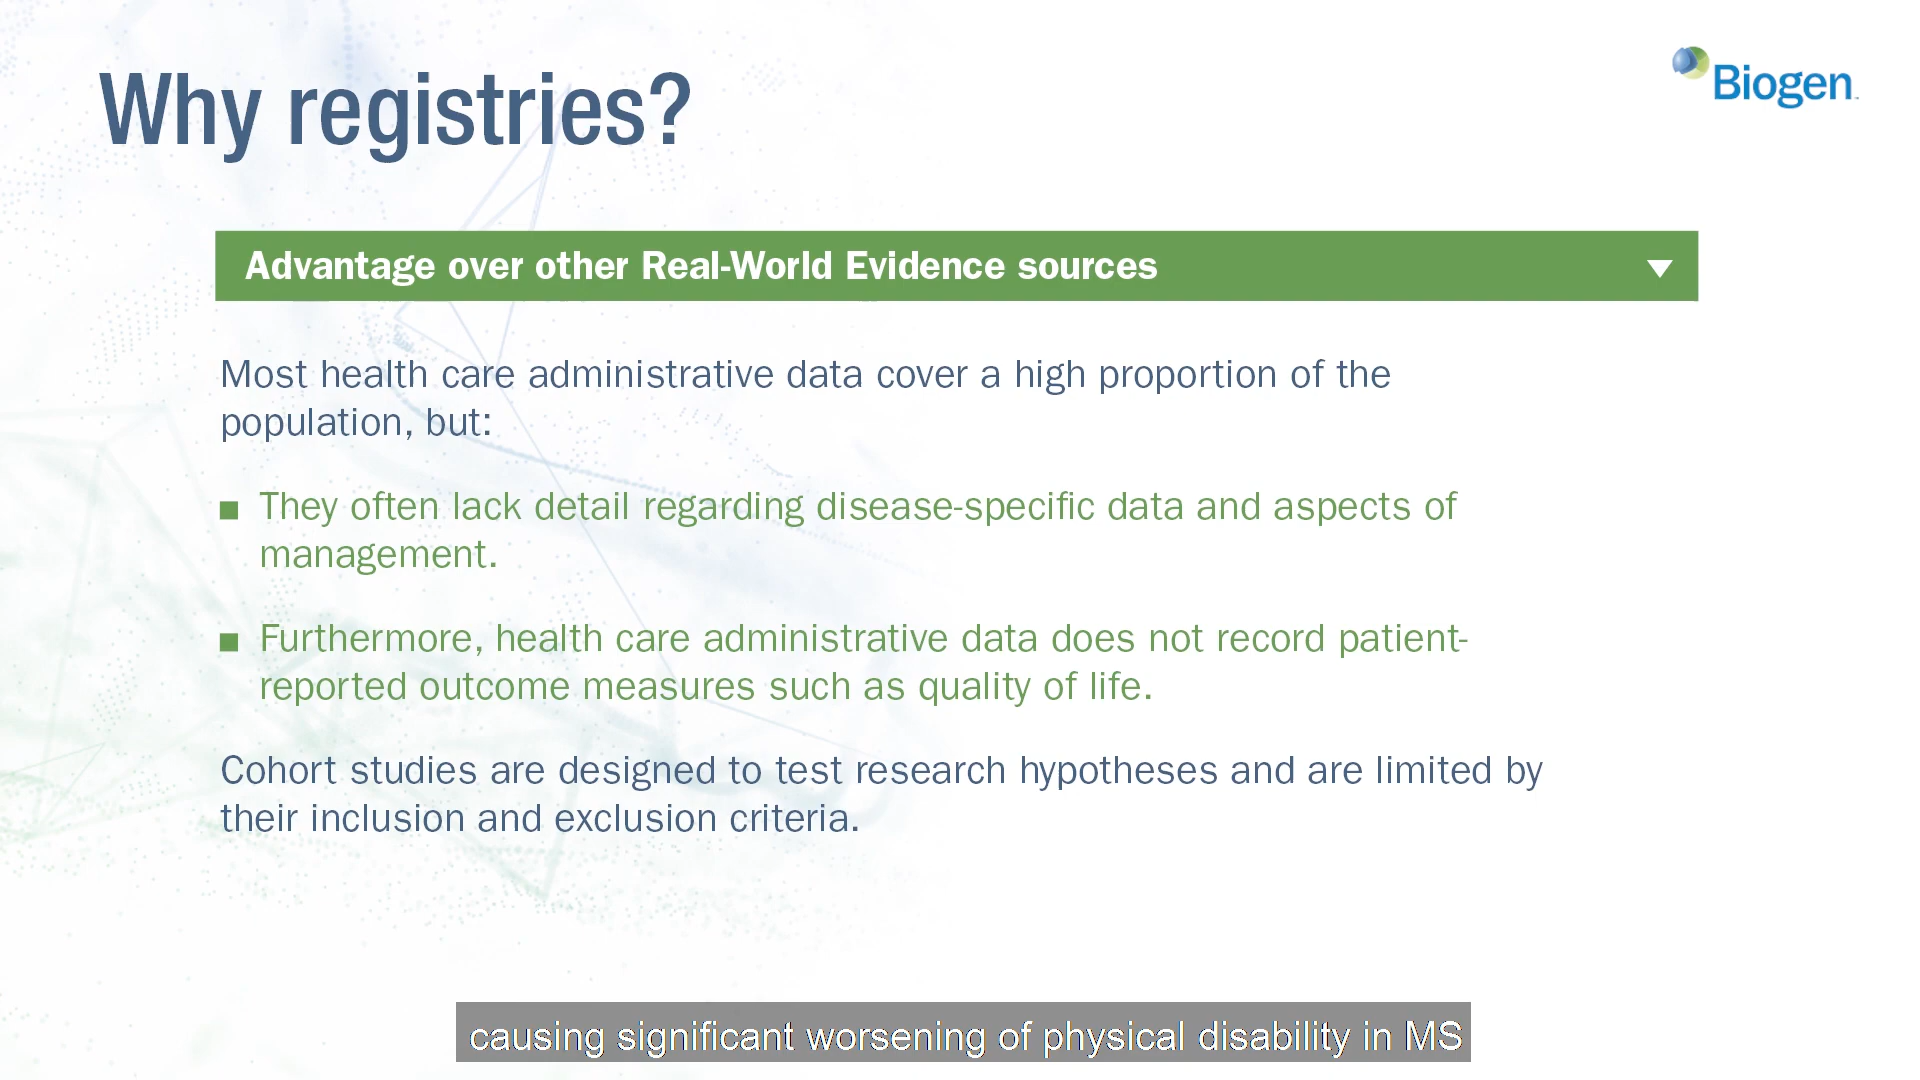 Why registries?
Biogen
Advantage over other Real-World Evidence sources
Most health care administrative data cover a high proportion of the
population, but:
■ They often lack detail regarding disease-specific data and aspects of
management.
■ Furthermore, health care administrative data does not record patient-
reported outcome measures such as quality of life.
Cohort studies are designed to test research hypotheses and are limited by
their inclusion and exclusion criteria.
causing significant worsening of physical disability in MS